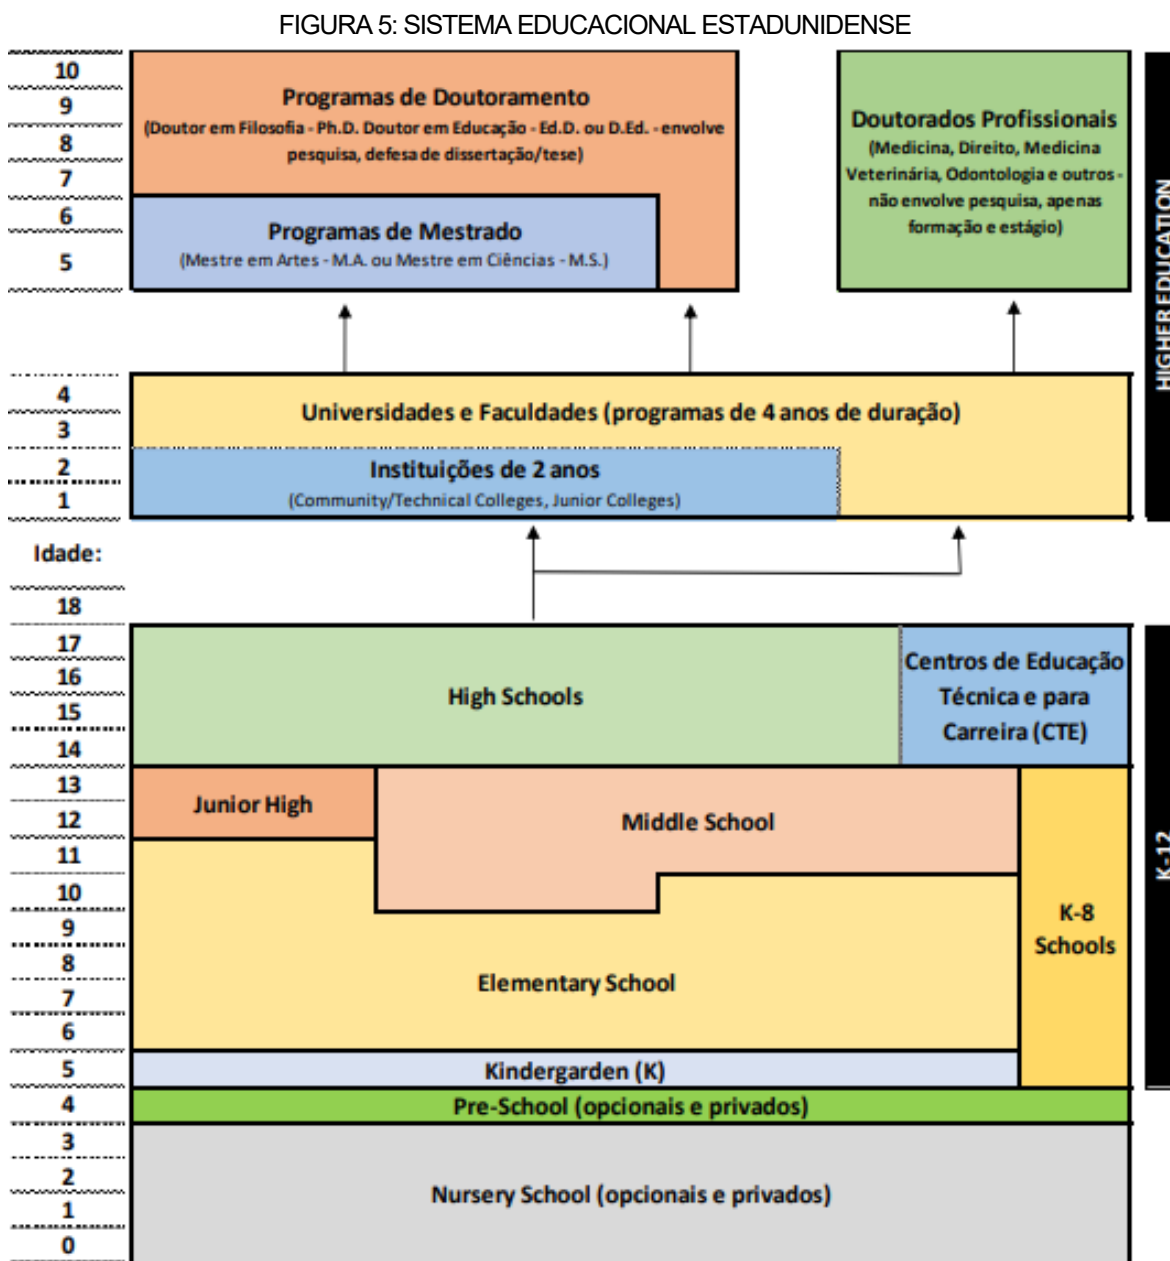 FIGURA 5: SISTEMA EDUCACIONAL ESTADUNIDENSE
10
9
8
7
6
5
Programas de Doutoramento
(Doutor em Filosofia - Ph.D. Doutor em Educação - Ed.D. ou D.Ed. - envolve
pesquisa, defesa de dissertação/tese)
Programas de Mestrado
(Mestre em Artes - M.A. ou Mestre em Ciências - M.S.)
Doutorados Profissionais
(Medicina, Direito, Medicina
Veterinária, Odontologia e outros -
não envolve pesquisa, apenas
formação e estágio)
HIGHER EDUCATION
4
3
2
1
Universidades e Faculdades (programas de 4 anos de duração)
Instituições de 2 anos
(Community/Technical Colleges, Junior Colleges)
Idade:
18
17
16
15
14
13
12
11
10
9
8
7
6
5
4
3
2
1
0
High Schools
Centros de Educação
Técnica e para
Carreira (CTE)
Junior High
Middle School
K-8
Schools
Elementary School
Kindergarden (K)
Pre-School (opcionais e privados)
Nursery School (opcionais e privados)
K-12